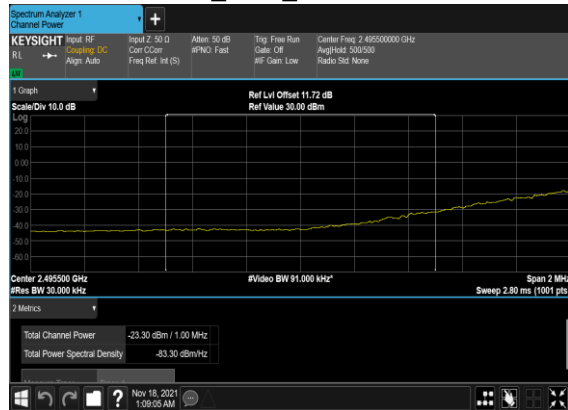 Spectrum Analyzer 1
Channel Power
+
KEYSIGHT
RL
LXI
Input: RF
Coupling: DC
Align: Auto
Input Z: 50 Ω
Corr CCorr
Freq Ref: Int (S)
Atten: 50 dB
#PNO: Fast
Trig: Free Run
Gate: Off
#IF Gain: Low
Center Freq: 2.495500000 GHz
Avg|Hold: 500/500
Radio Std: None
1 Graph
Scale/Div 10.0 dB
Ref Lvl Offset 11.72 dB
Ref Value 30.00 dBm
Log
20.0
10.0
0.00
-10.0
-20.0
-30.0
-40.0
-50.0
-60.0
Center 2.495500 GHz
#Res BW 30.000 kHz
#Video BW 91.000 kHz*
Span 2 MHz
Sweep 2.80 ms (1001 pts)
2 Metrics
Total Channel Power -23.30 dBm / 1.00 MHz
Total Power Spectral Density -83.30 dBm/Hz
?
Nov 18, 2021
1:09:05 AM